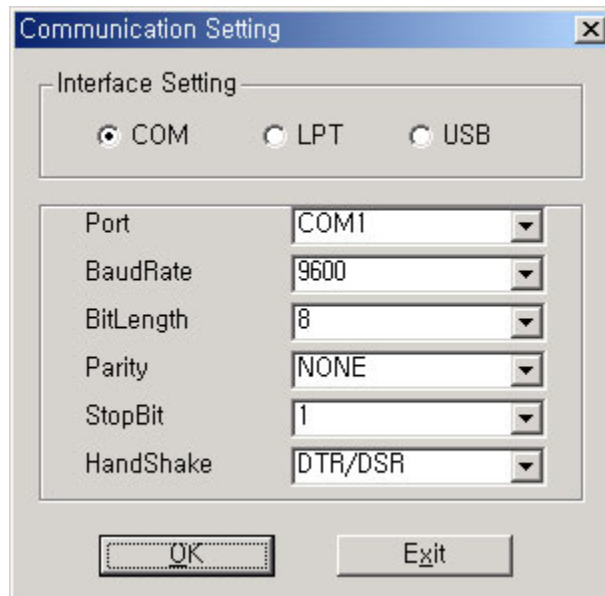 Communication Setting
Interface Setting
COM LPT USB
Port COM1
BaudRate 9600
BitLength 8
Parity NONE
StopBit 1
HandShake DTR/DSR
OK Exit